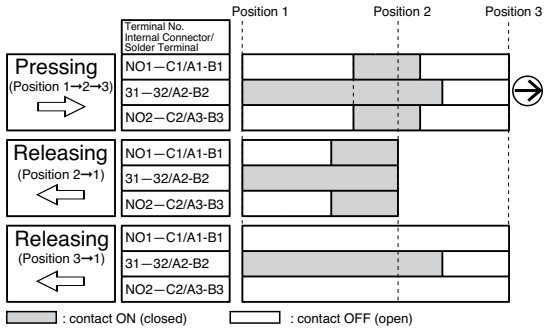 Position 1 Position 2 Position 3
Terminal No.
Internal Connector/
Solder Terminal
Pressing
(Position 1→2→3)
NO1—C1/A1-B1
31—32/A2-B2
NO2—C2/A3-B3
Releasing
(Position 2→1)
NO1—C1/A1-B1
31—32/A2-B2
NO2—C2/A3-B3
Releasing
(Position 3→1)
NO1—C1/A1-B1
31—32/A2-B2
NO2—C2/A3-B3
: contact ON (closed) : contact OFF (open)